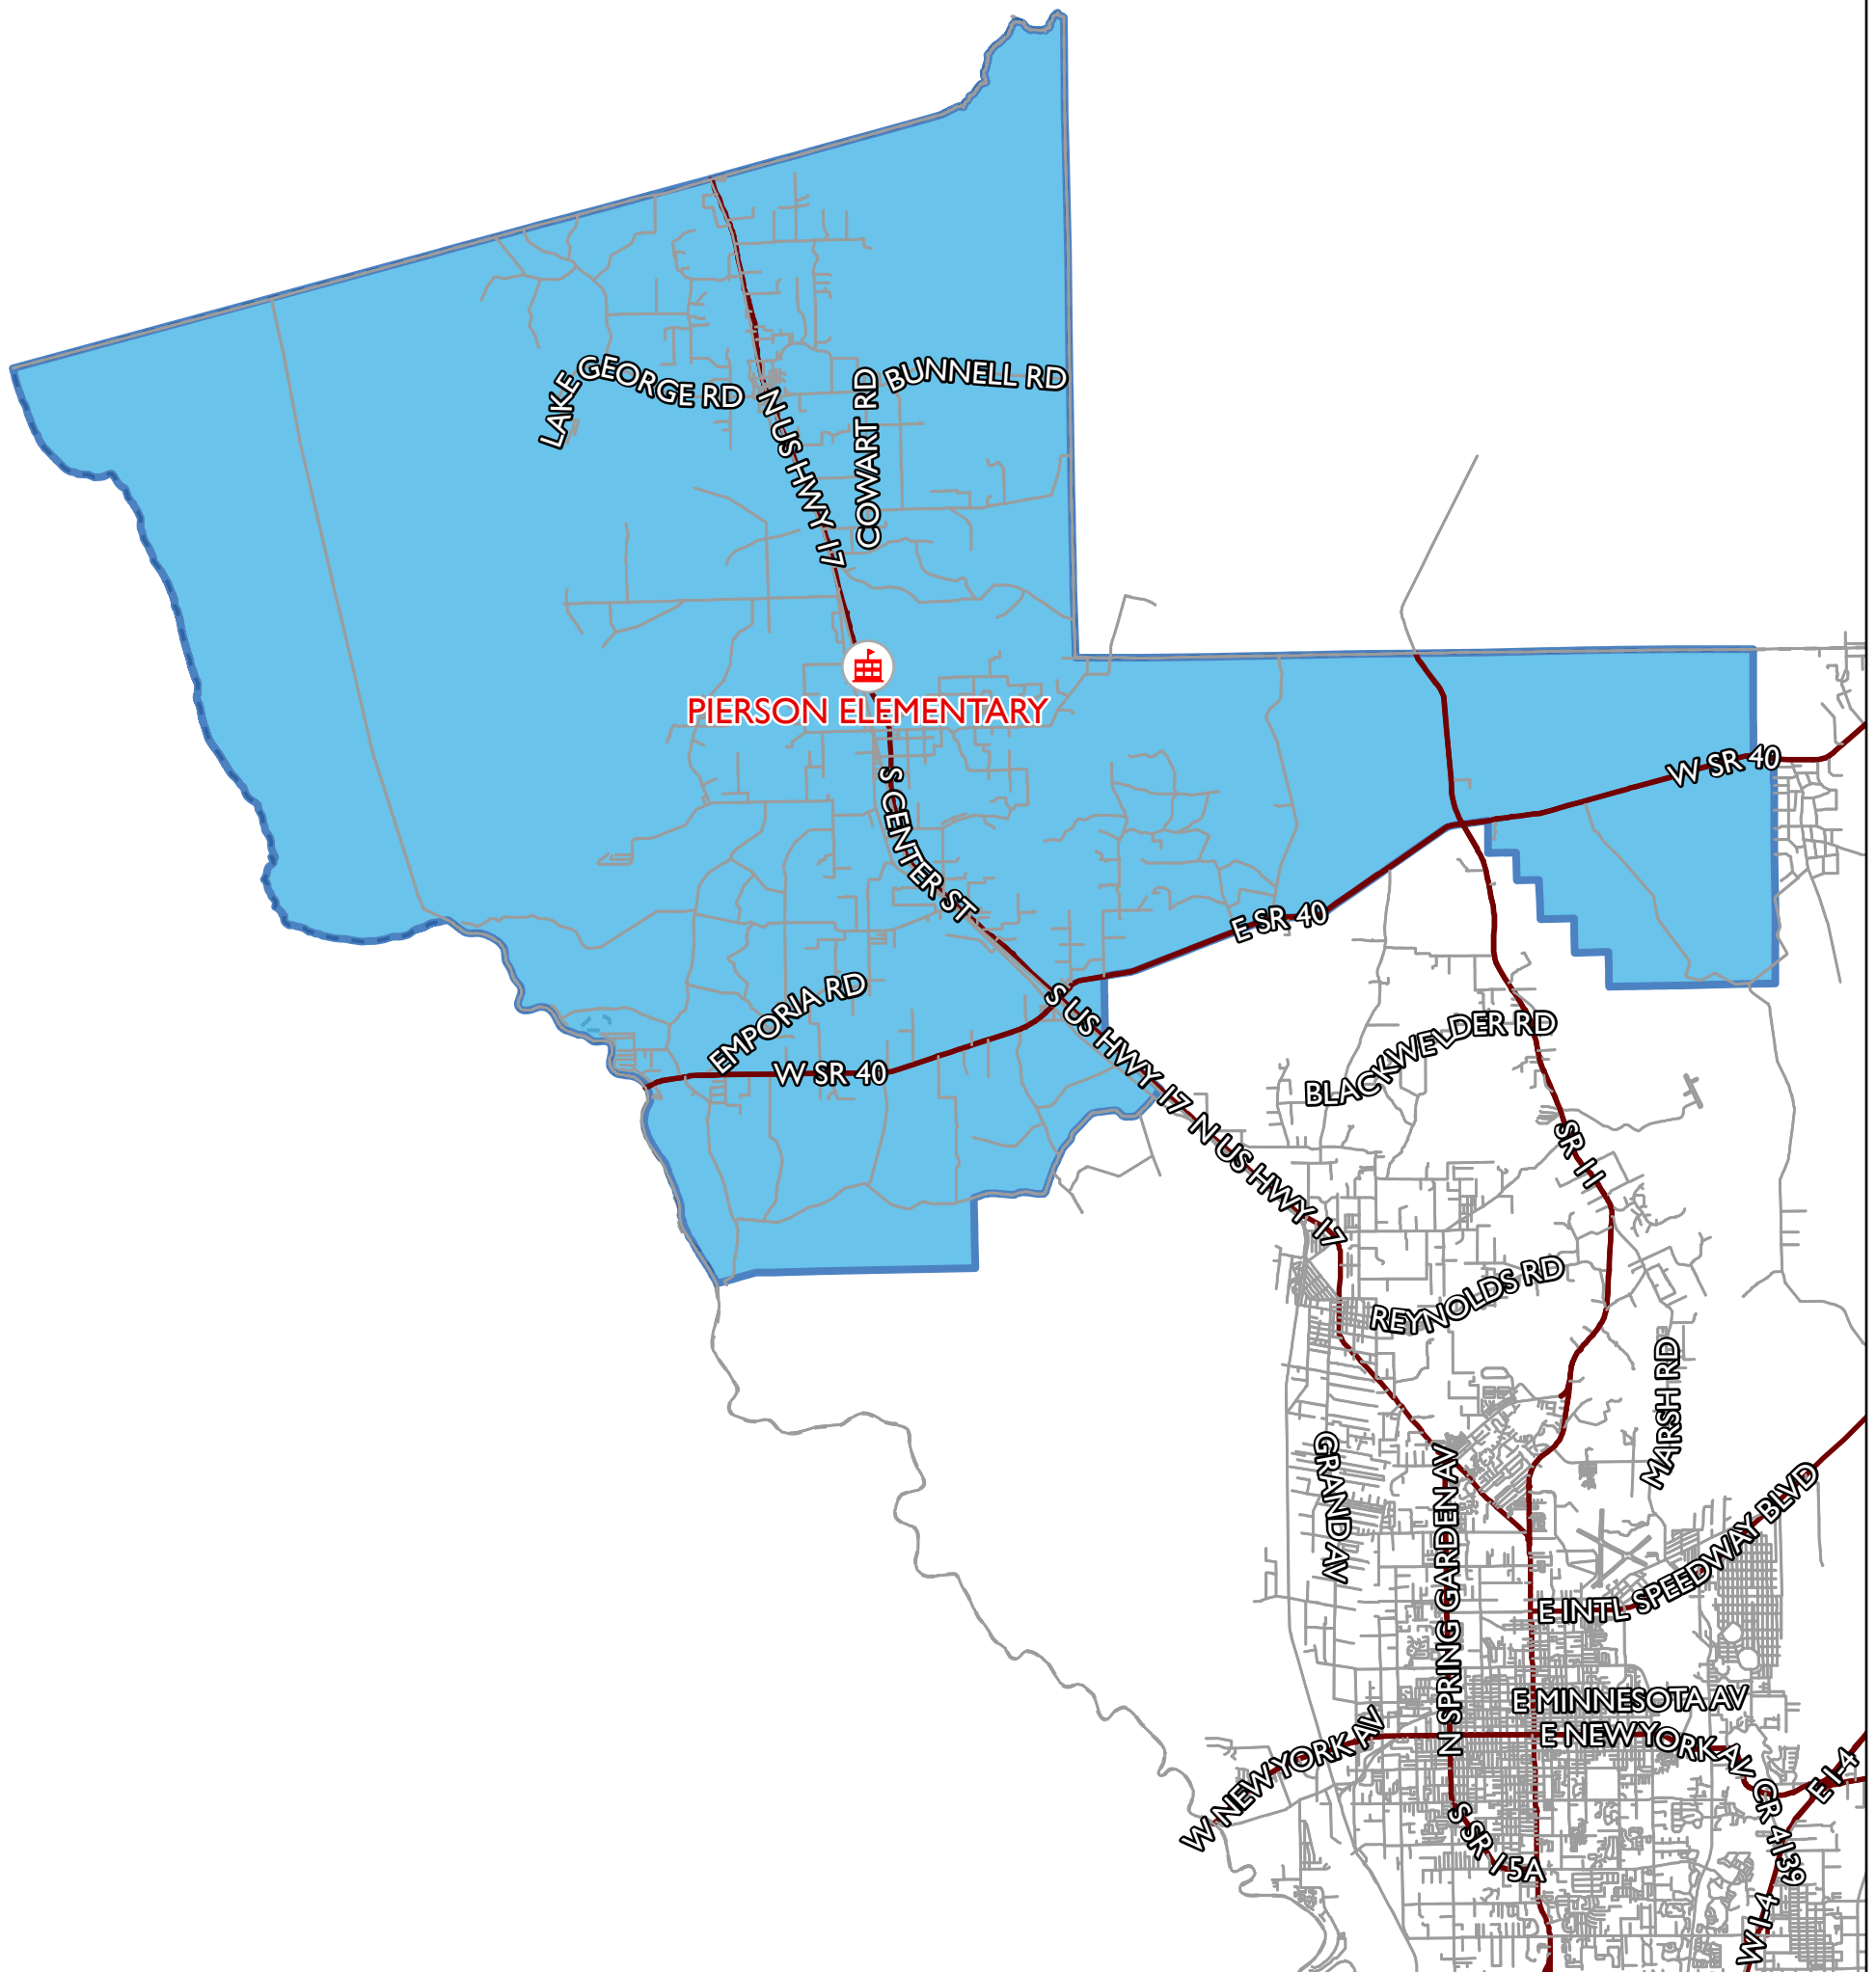 LAKE GEORGE RD
N US HWY 17
COWART RD
BUNNELL RD
PIERSON ELEMENTARY
S CENTER ST
W SR 40
E SR 40
EMPORIA RD
W SR 40
S US HWY 17
BLACKWELDER RD
N US HWY 17
SR 11
REYNOLDS RD
MARSH RD
GRAND AV
N SPRING GARDEN AV
E INTL SPEEDWAY BLVD
E MINNESOTA AV
W NEW YORK AV
E NEW YORK AV
E I-4
CR 4139
S SR 15A
W I-4